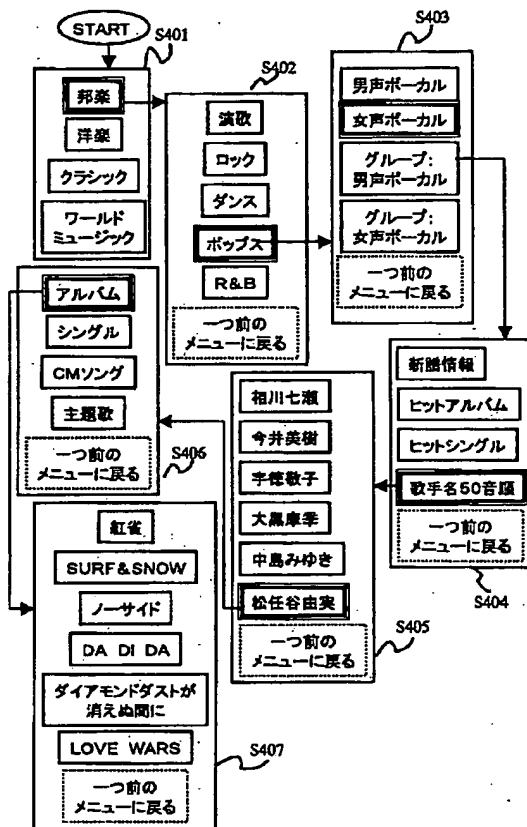 START
S401
邦楽
洋楽
クラシック
ワールド
ミュージック
S402
演歌
ロック
ダンス
ポップス
R&B
一つ前の
メニューに戻る
S403
男声ボーカル
女声ボーカル
グループ:
男声ボーカル
グループ:
女声ボーカル
一つ前の
メニューに戻る
新譜情報
ヒットアルバム
ヒットシングル
歌手名50音順
一つ前の
メニューに戻る
S404
相川七瀬
今井美樹
宇徳敬子
大黒摩季
中島みゆき
松任谷由実
一つ前の
メニューに戻る
S405
アルバム
シングル
CMソング
主題歌
一つ前の
メニューに戻る
S406
紅雀
SURF&SNOW
ノーサイド
DA DI DA
ダイアモンドダストが
消えぬ間に
LOVE WARS
一つ前の
メニューに戻る
S407